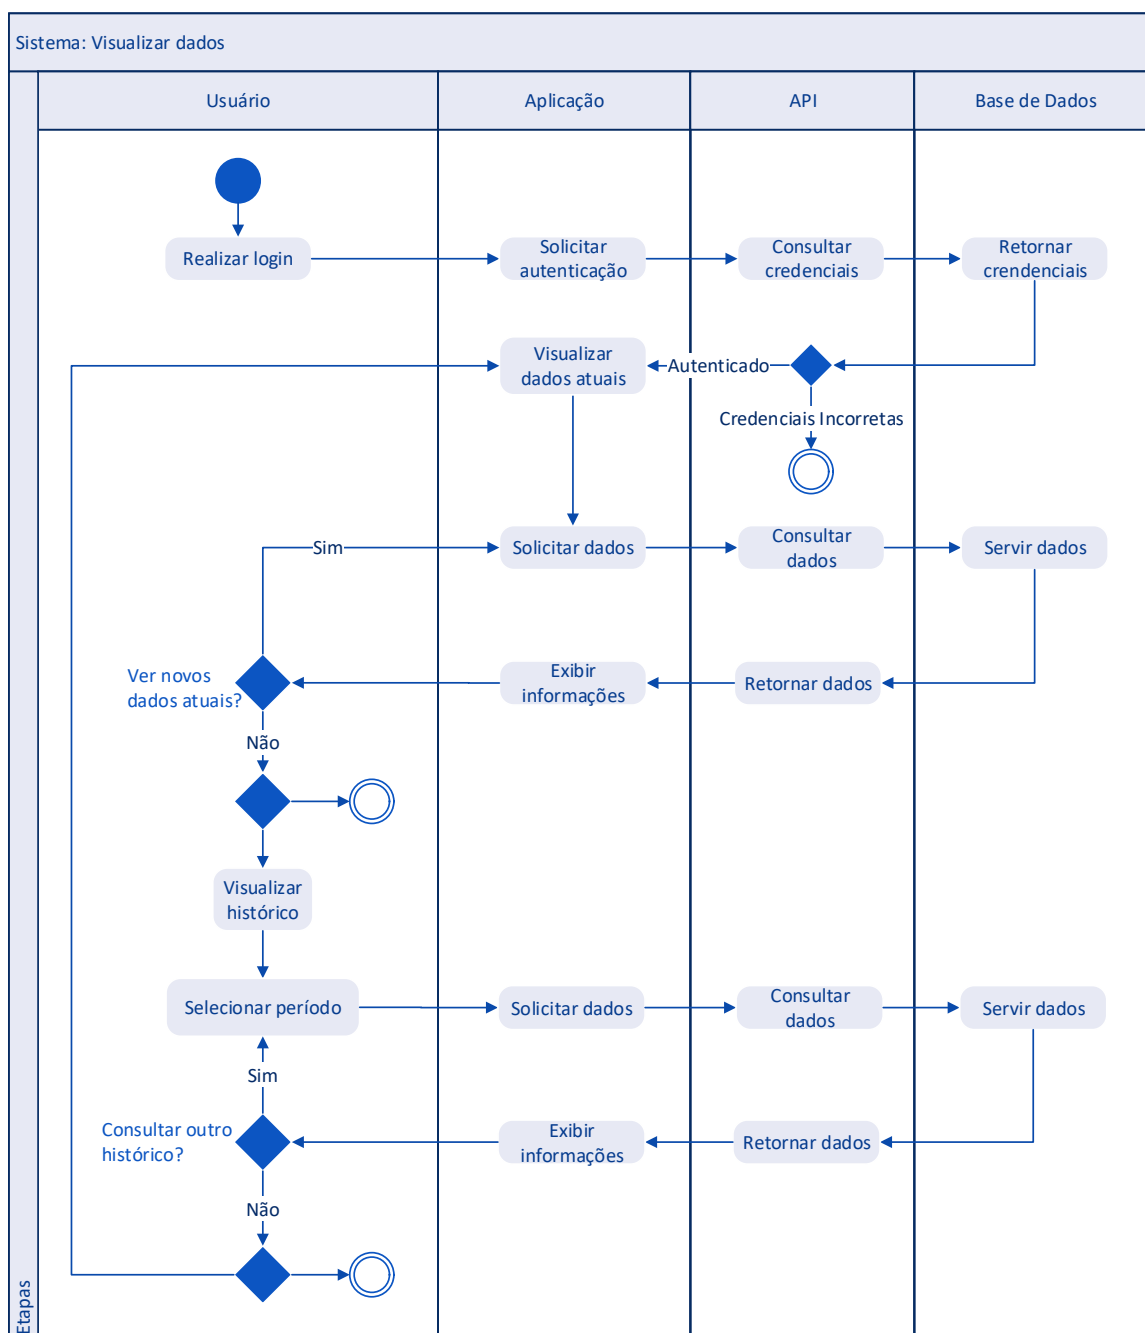 Sistema: Visualizar dados
Usuário
Aplicação
API
Base de Dados
Realizar login
Solicitar
autenticação
Consultar
credenciais
Retornar
crendenciais
Visualizar
dados atuais
Autenticado
Credenciais Incorretas
Sim
Solicitar dados
Consultar
dados
Servir dados
Ver novos
dados atuais?
Exibir
informações
Retornar dados
Não
Visualizar
histórico
Selecionar período
Solicitar dados
Consultar
dados
Servir dados
Sim
Consultar outro
histórico?
Exibir
informações
Retornar dados
Não
Etapas